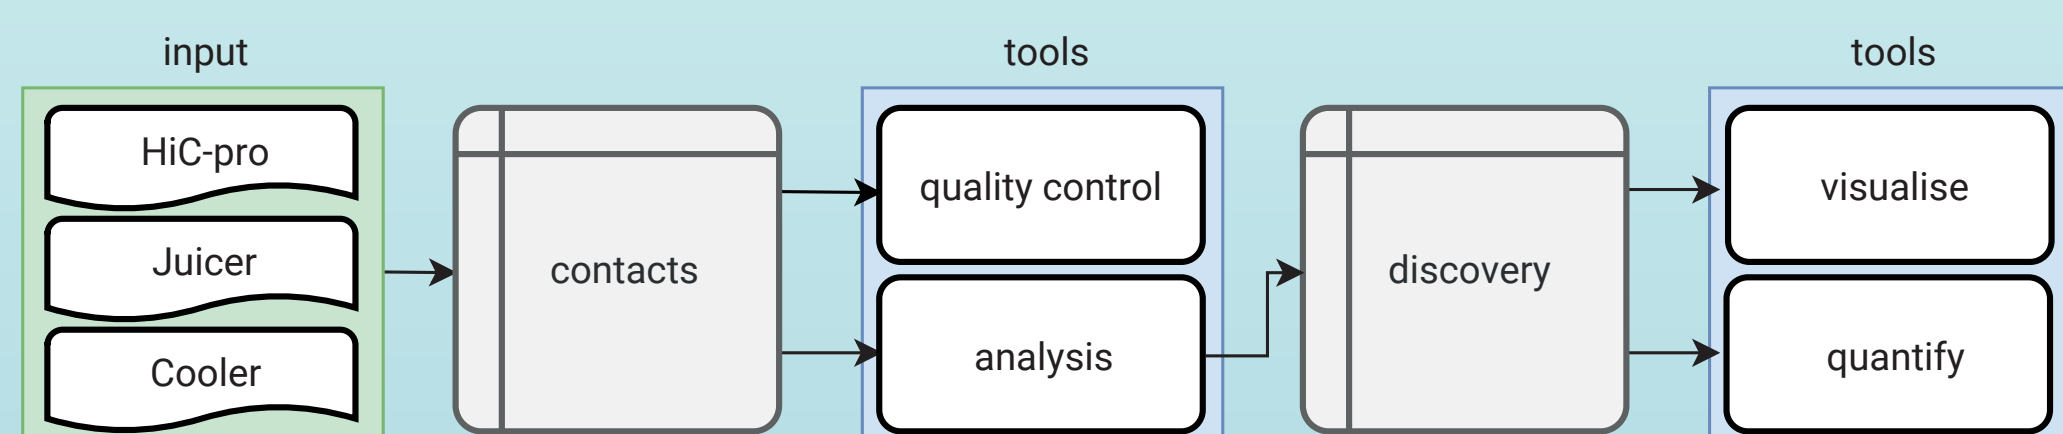 input
tools
tools
HiC-pro
Juicer
Cooler
contacts
quality control
analysis
discovery
visualise
quantify